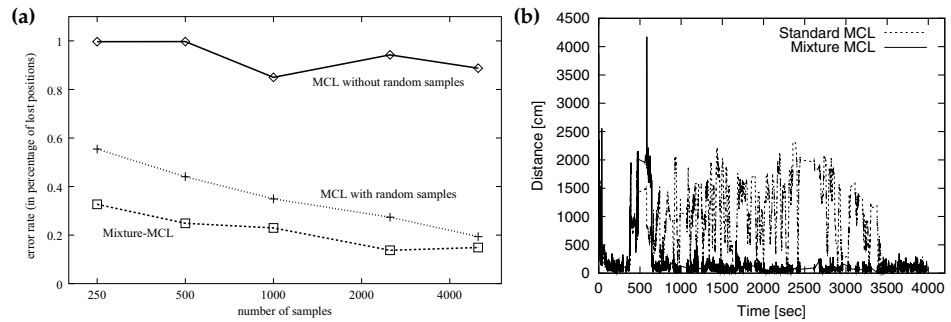 (a)
error rate (in percentage of lost positions)
1
0.8
0.6
0.4
0.2
0
250
500
1000
2000
4000
number of samples
MCL without random samples
MCL with random samples
Mixture-MCL
(b)
Distance [cm]
4500
4000
3500
3000
2500
2000
1500
1000
500
0
0
500
1000
1500
2000
2500
3000
3500
4000
Time [sec]
Standard MCL
Mixture MCL